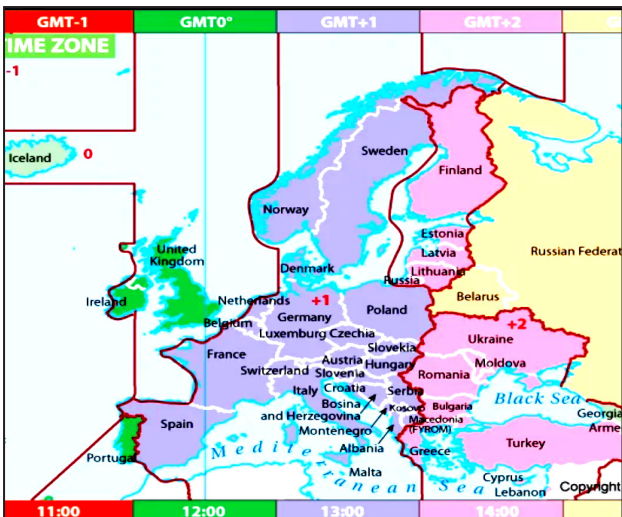 GMT-1
GMT0°
GMT+1
GMT+2
TIME ZONE
-1
Iceland
0
Sweden
Finland
Norway
Estonia
Latvia
Lithuania
Russian Federat
United
Kingdom
Denmark
Russia
Ireland
Netherlands
+1
Poland
Belarus
Belgium
Germany
+2
Luxemburg
Czechia
Ukraine
France
Slovekia
Switzerland
Austria
Hungary
Moldova
Slovenia
Romania
Italy
Croatia
Serbia
Black Sea
Bosina
and Herzegovina
Kosovo
Bulgaria
Georgia
Spain
Montenegro
Macedonia
(FYROM)
Arme
Albania
Greece
Turkey
Portugal
Mediterranean Sea
Malta
Cyprus
Lebanon
Copyright
11:00
12:00
13:00
14:00